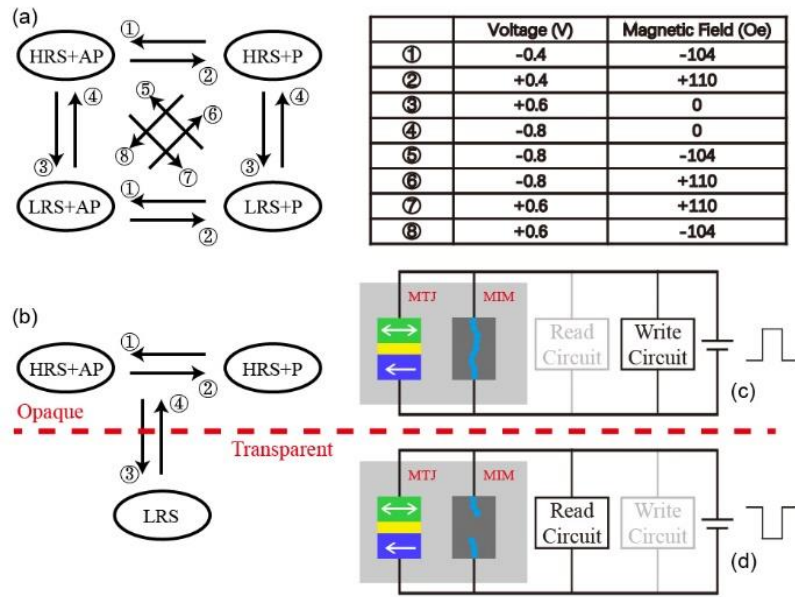 (a)
①
HRS+AP
HRS+P
②
④
⑤
⑥
④
③
⑧
⑦
③
①
LRS+AP
LRS+P
②
Voltage (V) Magnetic Field (Oe)
① -0.4 -104
② +0.4 +110
③ +0.6 0
④ -0.8 0
⑤ -0.8 -104
⑥ -0.8 +110
⑦ +0.6 +110
⑧ +0.6 -104
(b)
①
HRS+AP
HRS+P
②
④
Opaque
Transparent
③
LRS
MTJ
MIM
Read
Circuit
Write
Circuit
(c)
MTJ
MIM
Read
Circuit
Write
Circuit
(d)